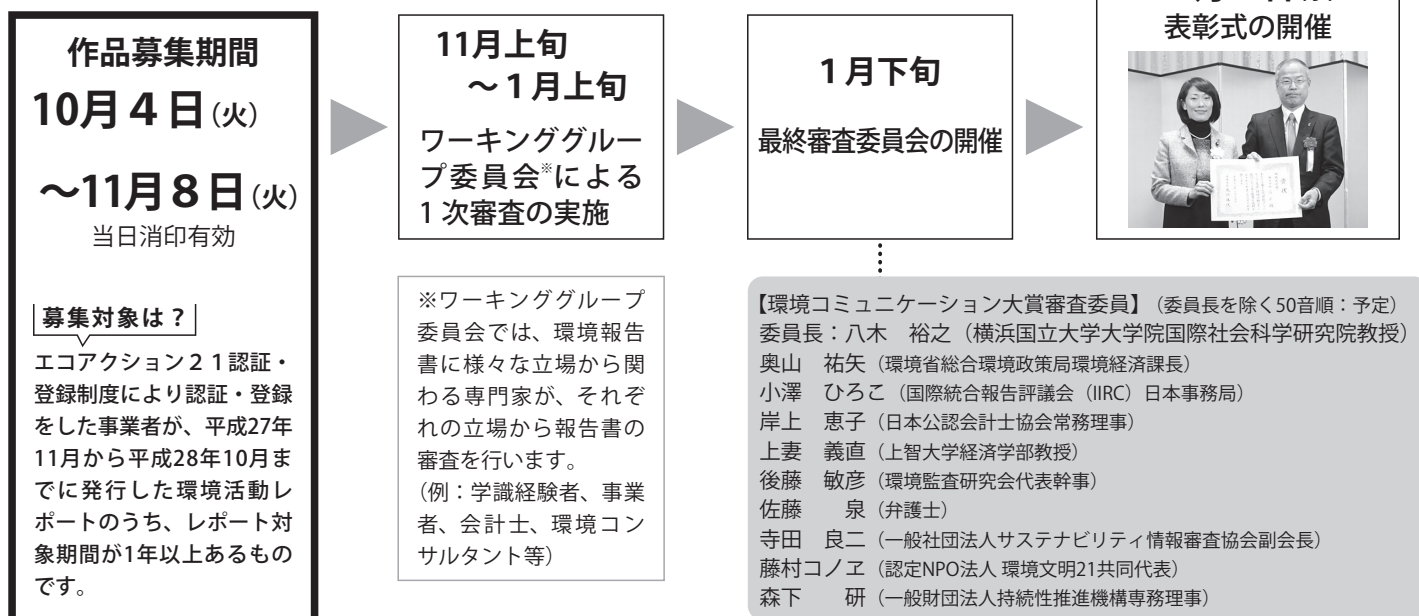 作品募集期間
10月４日(火)
～11月８日(火)
当日消印有効
募集対象は？
エコアクション２１認証・
登録制度により認証・登録
をした事業者が、平成27年
11月から平成28年10月ま
でに発行した環境活動レ
ポートのうち、レポート対
象期間が1年以上あるもの
です。
11月上旬
～１月上旬
ワーキンググルー
プ委員会※による
１次審査の実施
※ワーキンググループ
委員会では、環境報告
書に様々な立場から関
わる専門家が、それぞ
れの立場から報告書の
審査を行います。
(例：学識経験者、事業
者、会計士、環境コン
サルタント等)
１月下旬
最終審査委員会の開催
表彰式の開催
【環境コミュニケーション大賞審査委員】（委員長を除く50音順：予定）
委員長：八木　裕之（横浜国立大学大学院国際社会科学研究院教授）
奥山　祐矢（環境省総合環境政策局環境経済課長）
小澤　ひろこ（国際統合報告評議会（IIRC）日本事務局）
岸上　恵子（日本公認会計士協会常務理事）
上妻　義直（上智大学経済学部教授）
後藤　敏彦（環境監査研究会代表幹事）
佐藤　　泉（弁護士）
寺田　良二（一般社団法人サステナビリティ情報審査協会副会長）
藤村コノヱ（認定NPO法人 環境文明21共同代表）
森下　　研（一般財団法人持続性推進機構専務理事）